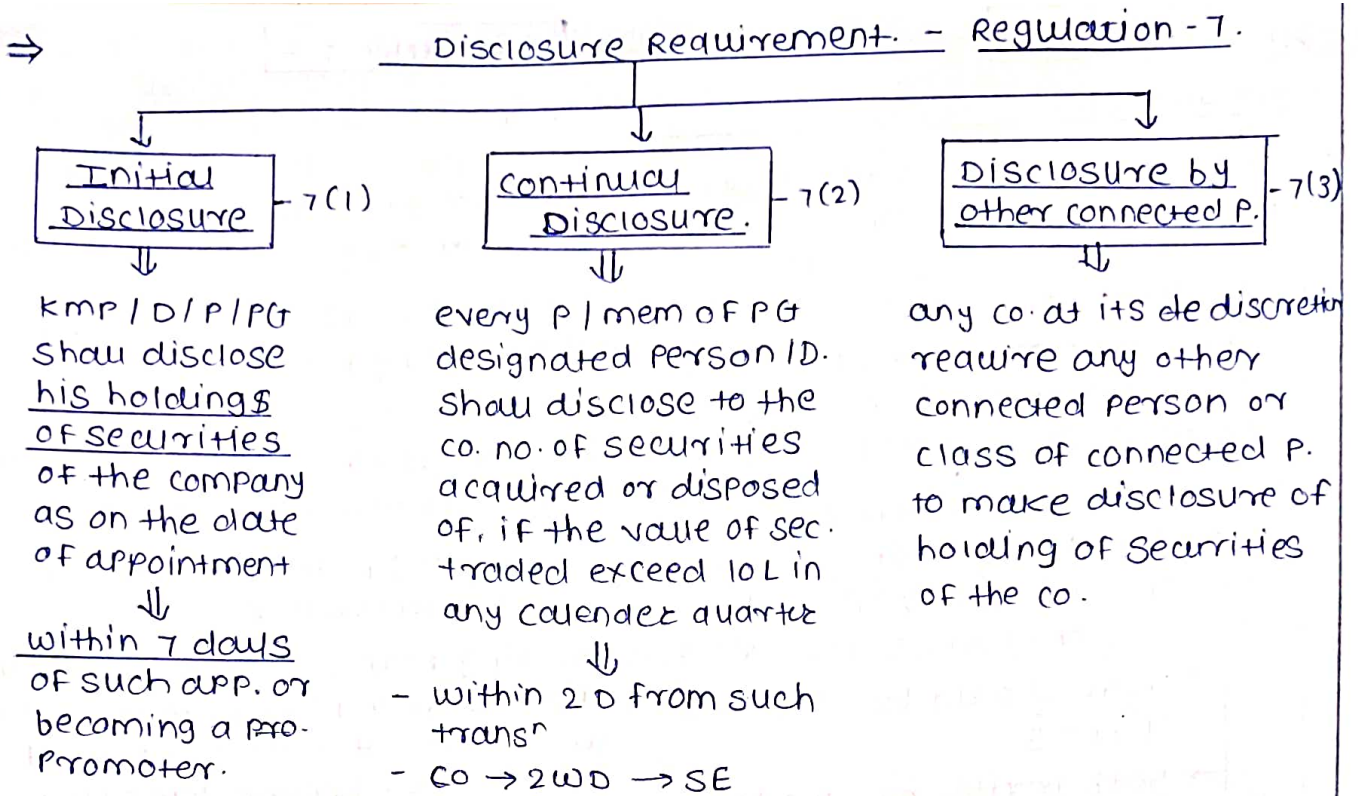 ⇒ Disclosure Requirement. - Regulation - 7.
Initial
Disclosure
- 7(1)
KMP / D / P / PG
shall disclose
his holdings
of securities
of the company
as on the date
of appointment
within 7 days
of such app. or
becoming a pro-
Promoter.
Continual
Disclosure.
- 7(2)
every P / mem of PG
designated person / D.
shall disclose to the
co. no. of securities
acquired or disposed
of, if the value of sec.
traded exceed 10L in
any calender quarter
- within 2D from such
transⁿ
- CO → 2WD → SE
Disclosure by
other connected P.
- 7(3)
any co. at its discretion
require any other
connected person or
class of connected P.
to make disclosure of
holding of securities
of the co.